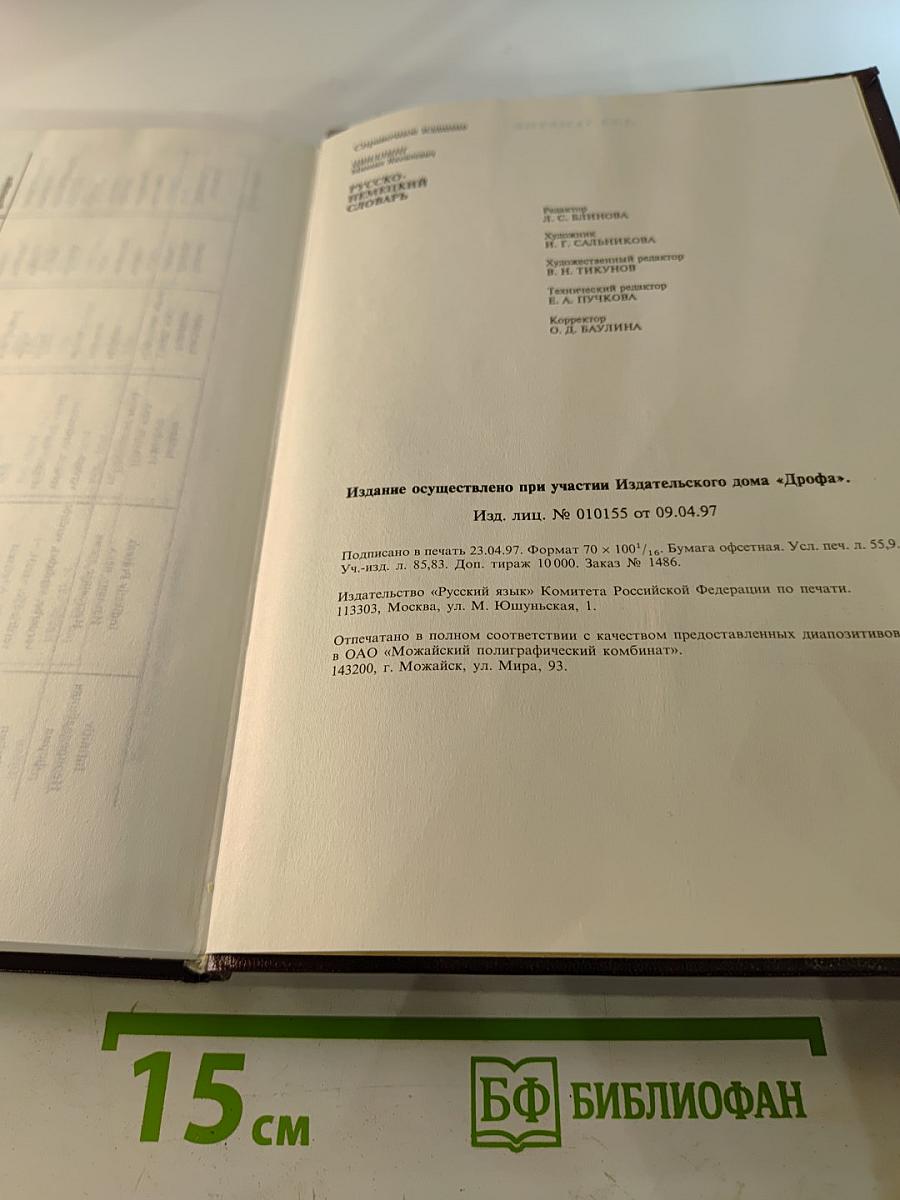 Справочное издание
Михаил Яковлевич
РУССКО-
НЕМЕЦКИЙ
СЛОВАРЬ
Редактор
Л. С. БЛИНОВА
Художник
И. Г. САЛЬНИКОВА
Художественный редактор
В. Н. ТИКУНОВ
Технический редактор
Е. А. ПУЧКОВА
Корректор
О. Д. БАУЛИНА
Издание осуществлено при участии Издательского дома «Дрофа».
Изд. лиц. № 010155 от 09.04.97
Подписано в печать 23.04.97. Формат 70 × 100¹/₁₆. Бумага офсетная. Усл. печ. л. 55,9.
Уч.-изд. л. 85,83. Доп. тираж 10 000. Заказ № 1486.
Издательство «Русский язык» Комитета Российской Федерации по печати.
113303, Москва, ул. М. Юшуньская, 1.
Отпечатано в полном соответствии с качеством предоставленных диапозитивов
в ОАО «Можайский полиграфический комбинат».
143200, г. Можайск, ул. Мира, 93.
15 см
БФ БИБЛИОФАН